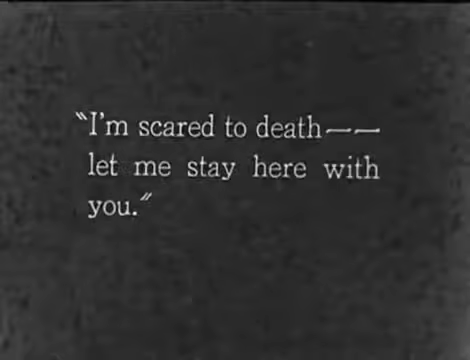 "I'm scared to death——
let me stay here with
you."